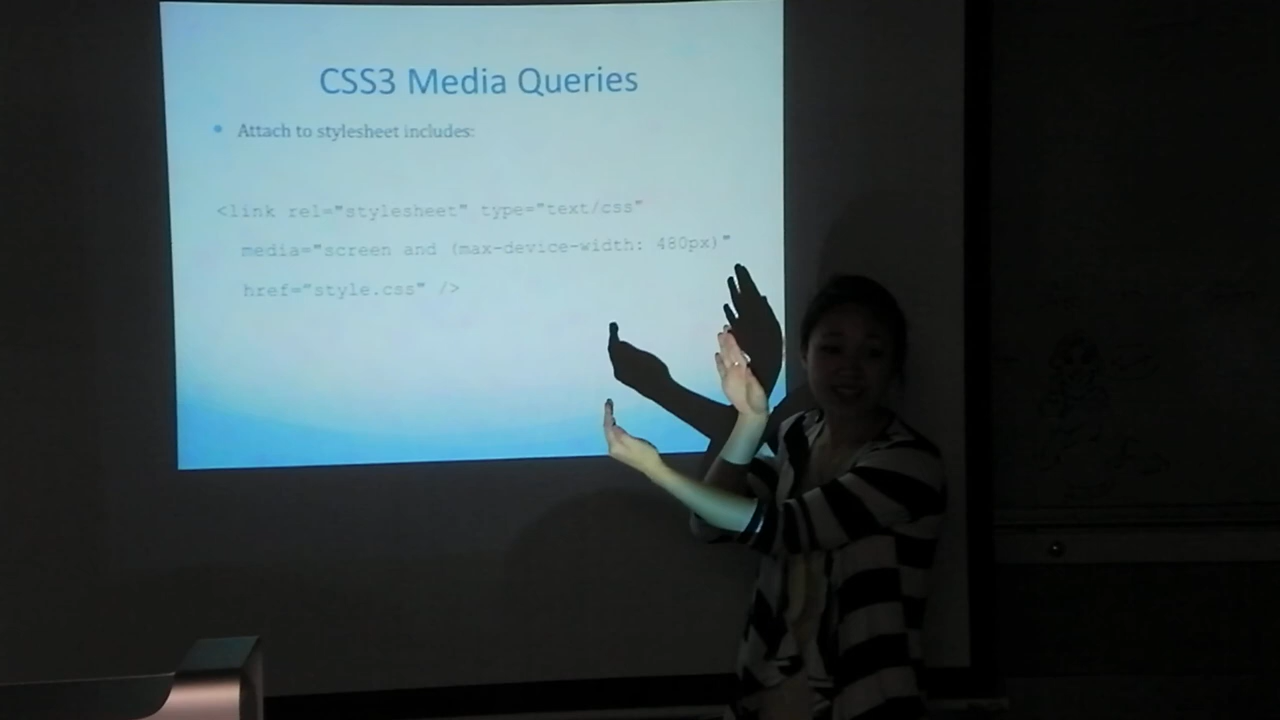 CSS3 Media Queries
Attach to stylesheet includes:
<link rel="stylesheet" type="text/css"
media="screen and (max-device-width: 480px)"
href="style.css" />